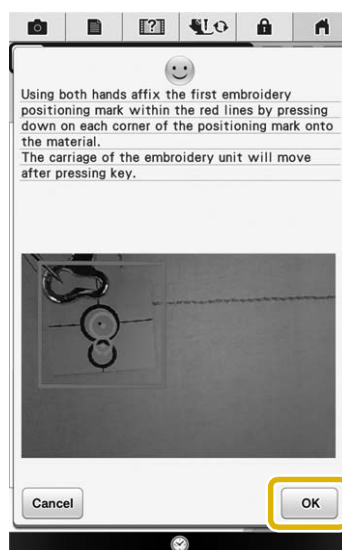 Using both hands affix the first embroidery
positioning mark within the red lines by pressing
down on each corner of the positioning mark onto
the material.
The carriage of the embroidery unit will move
after pressing key.
Cancel
OK